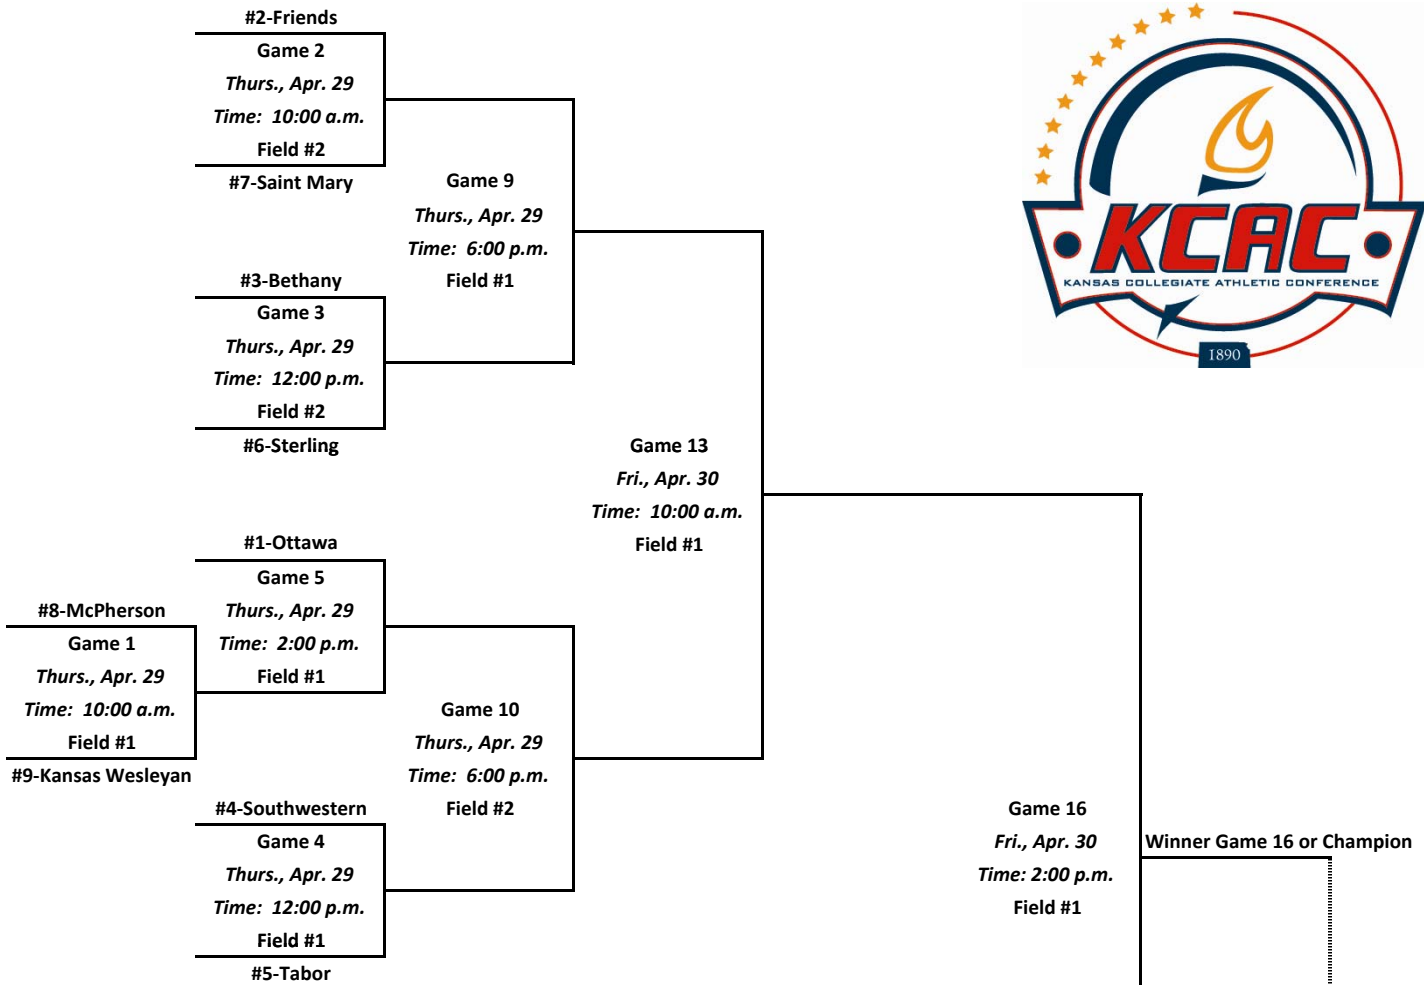 #2-Friends
Game 2
Thurs., Apr. 29
Time: 10:00 a.m.
Field #2
#7-Saint Mary
Game 9
Thurs., Apr. 29
Time: 6:00 p.m.
Field #1
#3-Bethany
Game 3
Thurs., Apr. 29
Time: 12:00 p.m.
Field #2
#6-Sterling
Game 13
Fri., Apr. 30
Time: 10:00 a.m.
Field #1
#1-Ottawa
Game 5
Thurs., Apr. 29
Time: 2:00 p.m.
Field #1
#8-McPherson
Game 1
Thurs., Apr. 29
Time: 10:00 a.m.
Field #1
#9-Kansas Wesleyan
Game 10
Thurs., Apr. 29
Time: 6:00 p.m.
Field #2
#4-Southwestern
Game 4
Thurs., Apr. 29
Time: 12:00 p.m.
Field #1
#5-Tabor
Game 16
Fri., Apr. 30
Time: 2:00 p.m.
Field #1
Winner Game 16 or Champion
KCAC
KANSAS COLLEGIATE ATHLETIC CONFERENCE
1890